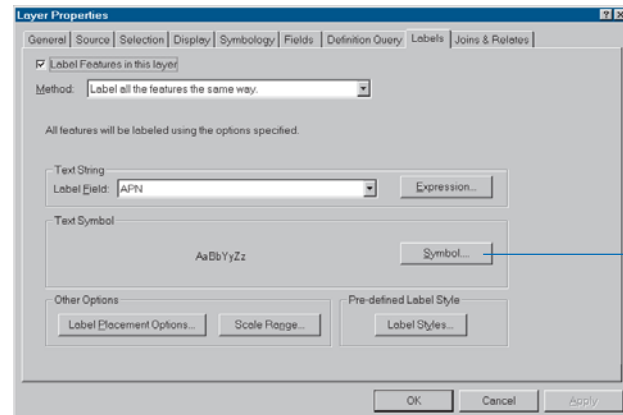 Layer Properties
General Source Selection Display Symbology Fields Definition Query Labels Joins & Relates
Label Features in this layer
Method: Label all the features the same way.
All features will be labeled using the options specified.
Text String
Label Field: APN Expression...
Text Symbol
AaBbYyZz Symbol...
Other Options Pre-defined Label Style
Label Placement Options... Scale Range... Label Styles...
OK Cancel Apply